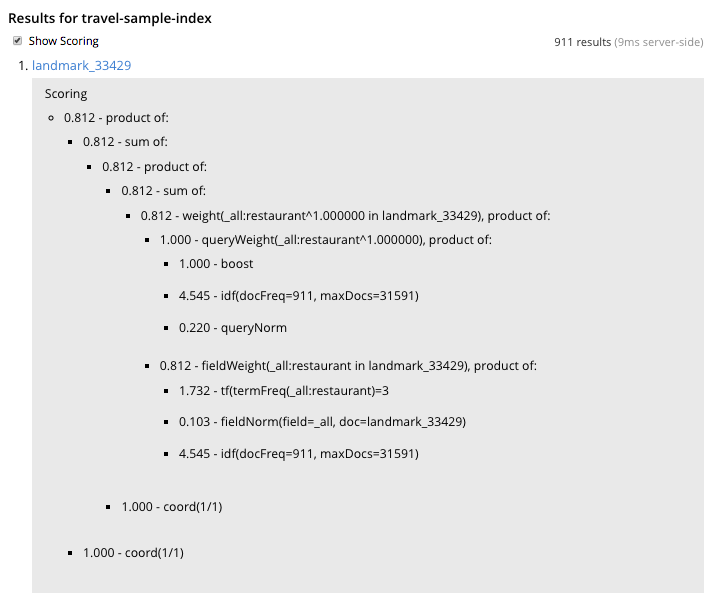 Results for travel-sample-index
Show Scoring
911 results (9ms server-side)
1. landmark_33429
Scoring
0.812 - product of:
0.812 - sum of:
0.812 - product of:
0.812 - sum of:
0.812 - weight(_all:restaurant^1.000000 in landmark_33429), product of:
1.000 - queryWeight(_all:restaurant^1.000000), product of:
1.000 - boost
4.545 - idf(docFreq=911, maxDocs=31591)
0.220 - queryNorm
0.812 - fieldWeight(_all:restaurant in landmark_33429), product of:
1.732 - tf(termFreq(_all:restaurant)=3
0.103 - fieldNorm(field=_all, doc=landmark_33429)
4.545 - idf(docFreq=911, maxDocs=31591)
1.000 - coord(1/1)
1.000 - coord(1/1)